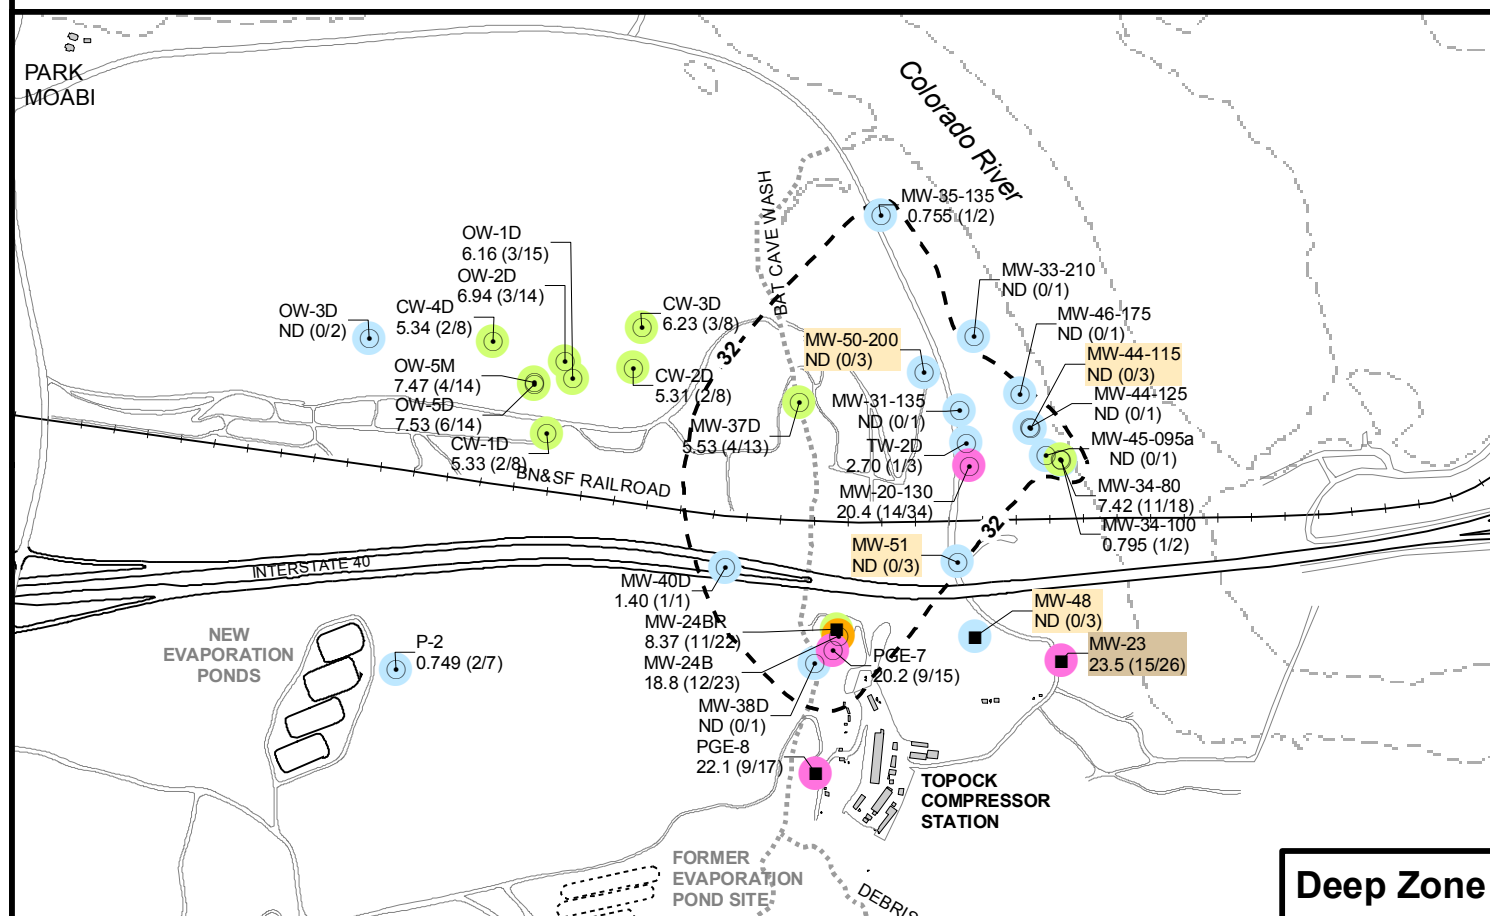 PARK
MOABI
Colorado River
BAT CAVE WASH
MW-35-135
0.755 (1/2)
OW-1D
6.16 (3/15)
OW-2D
6.94 (3/14)
MW-33-210
ND (0/1)
OW-3D
ND (0/2)
CW-4D
5.34 (2/8)
CW-3D
6.23 (3/8)
MW-46-175
ND (0/1)
32
MW-50-200
ND (0/3)
MW-44-115
ND (0/3)
OW-5M
7.47 (4/14)
CW-2D
5.31 (2/8)
MW-44-125
ND (0/1)
OW-5D
7.53 (6/14)
MW-31-135
ND (0/1)
MW-37D
5.53 (4/13)
CW-1D
5.33 (2/8)
TW-2D
2.70 (1/3)
MW-45-095a
ND (0/1)
BN&SF RAILROAD
MW-20-130
20.4 (14/34)
MW-34-80
7.42 (11/18)
32
MW-34-100
0.795 (1/2)
MW-51
ND (0/3)
INTERSTATE 40
MW-40D
1.40 (1/1)
MW-48
ND (0/3)
MW-24BR
8.37 (11/22)
NEW
EVAPORATION
PONDS
P-2
0.749 (2/7)
MW-24B
18.8 (12/23)
PGE-7
20.2 (9/15)
MW-23
23.5 (15/26)
MW-38D
ND (0/1)
PGE-8
22.1 (9/17)
TOPOCK
COMPRESSOR
STATION
FORMER
EVAPORATION
POND SITE
DEBRIS
Deep Zone